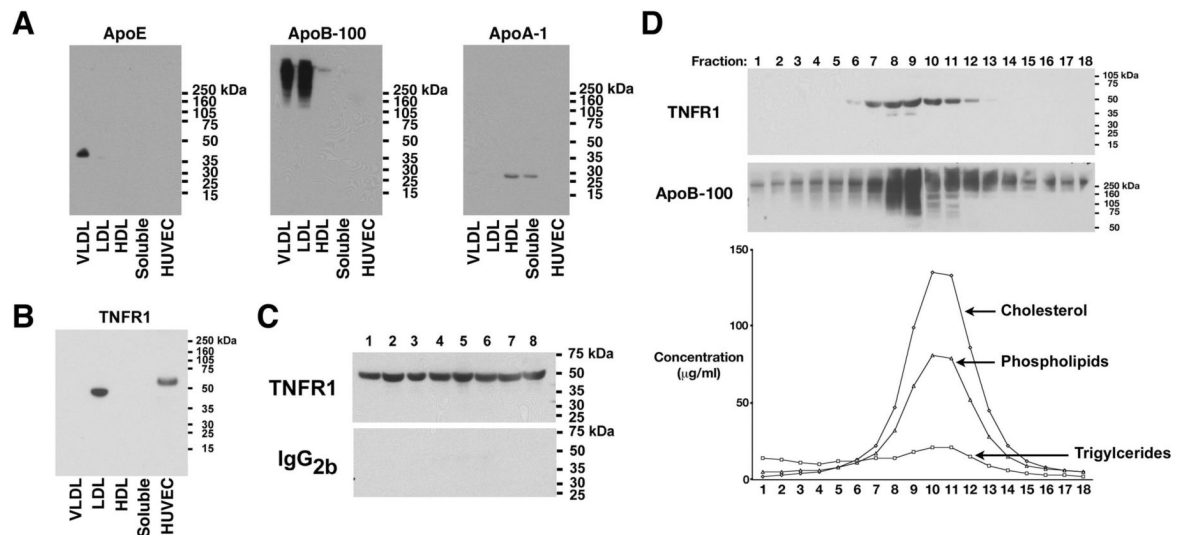 A
ApoE
250 kDa
160
105
75
50
35
30
25
15
VLDL
LDL
HDL
Soluble
HUVEC
ApoB-100
250 kDa
160
105
75
50
35
30
25
15
VLDL
LDL
HDL
Soluble
HUVEC
ApoA-1
250 kDa
160
105
75
50
35
30
25
15
VLDL
LDL
HDL
Soluble
HUVEC
B
TNFR1
250 kDa
160
105
75
50
35
30
25
15
VLDL
LDL
HDL
Soluble
HUVEC
C
1 2 3 4 5 6 7 8
TNFR1
75 kDa
50
35
30
25
IgG2b
75 kDa
50
35
30
25
D
Fraction: 1 2 3 4 5 6 7 8 9 10 11 12 13 14 15 16 17 18
TNFR1
105 kDa
75
50
35
30
25
15
ApoB-100
250 kDa
160
105
75
50
150
100
50
0
Concentration
(μg/ml)
Cholesterol
Phospholipids
Trigylcerides
1 2 3 4 5 6 7 8 9 10 11 12 13 14 15 16 17 18